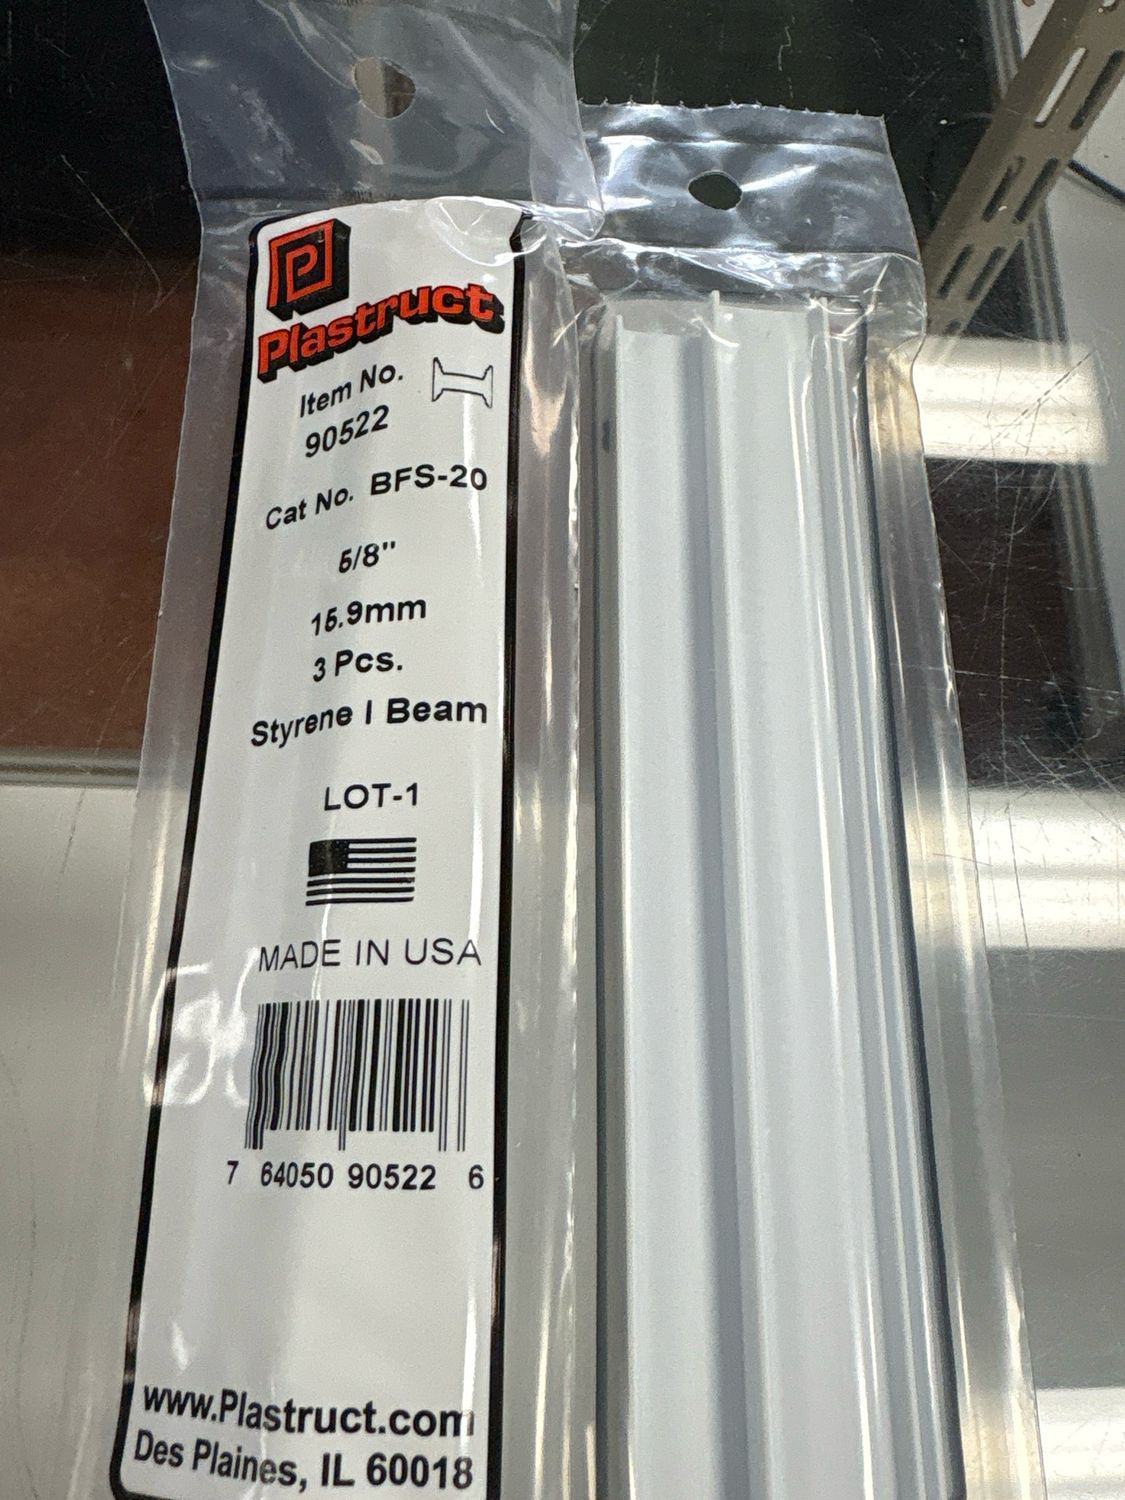 Plastruct
Item No.
90522
Cat No. BFS-20
5/8"
15.9mm
3 Pcs.
Styrene I Beam
LOT-1
MADE IN USA
7 64050 90522 6
www.Plastruct.com
Des Plaines, IL 60018